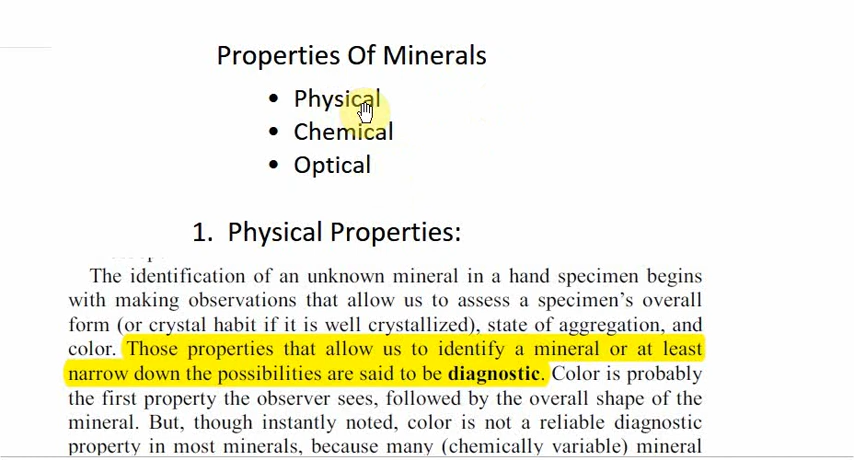 Properties Of Minerals
• Physical
• Chemical
• Optical
1. Physical Properties:
The identification of an unknown mineral in a hand specimen begins
with making observations that allow us to assess a specimen's overall
form (or crystal habit if it is well crystallized), state of aggregation, and
color. Those properties that allow us to identify a mineral or at least
narrow down the possibilities are said to be diagnostic. Color is probably
the first property the observer sees, followed by the overall shape of the
mineral. But, though instantly noted, color is not a reliable diagnostic
property in most minerals, because many (chemically variable) mineral